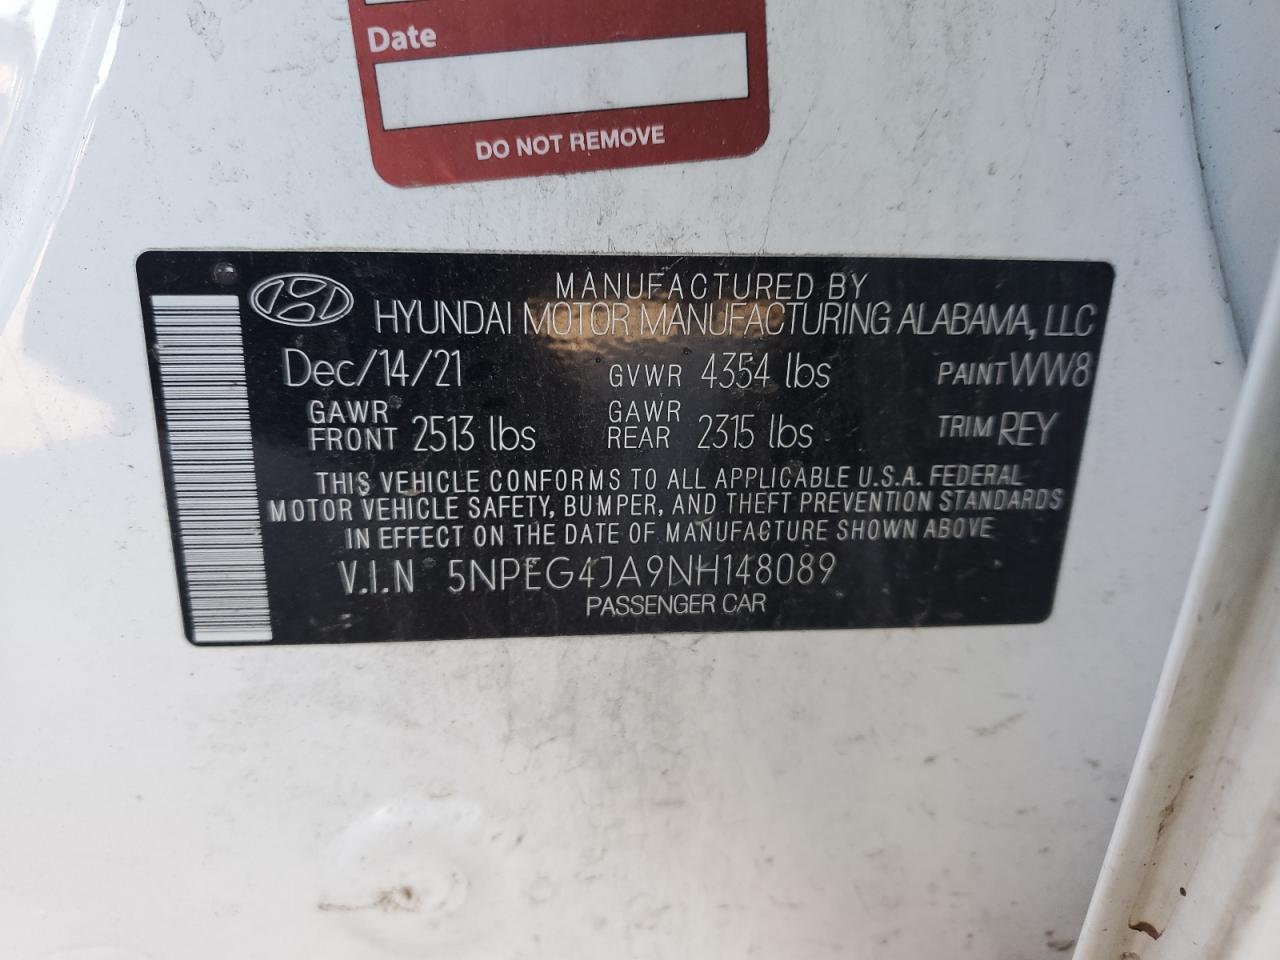 Date
DO NOT REMOVE
MANUFACTURED BY
HYUNDAI MOTOR MANUFACTURING ALABAMA, LLC
Dec/14/21 GVWR 4354 lbs PAINT WW8
GAWR FRONT 2513 lbs GAWR REAR 2315 lbs TRIM REY
THIS VEHICLE CONFORMS TO ALL APPLICABLE U.S.A. FEDERAL
MOTOR VEHICLE SAFETY, BUMPER, AND THEFT PREVENTION STANDARDS
IN EFFECT ON THE DATE OF MANUFACTURE SHOWN ABOVE
V.I.N 5NPEG4JA9NH148089
PASSENGER CAR